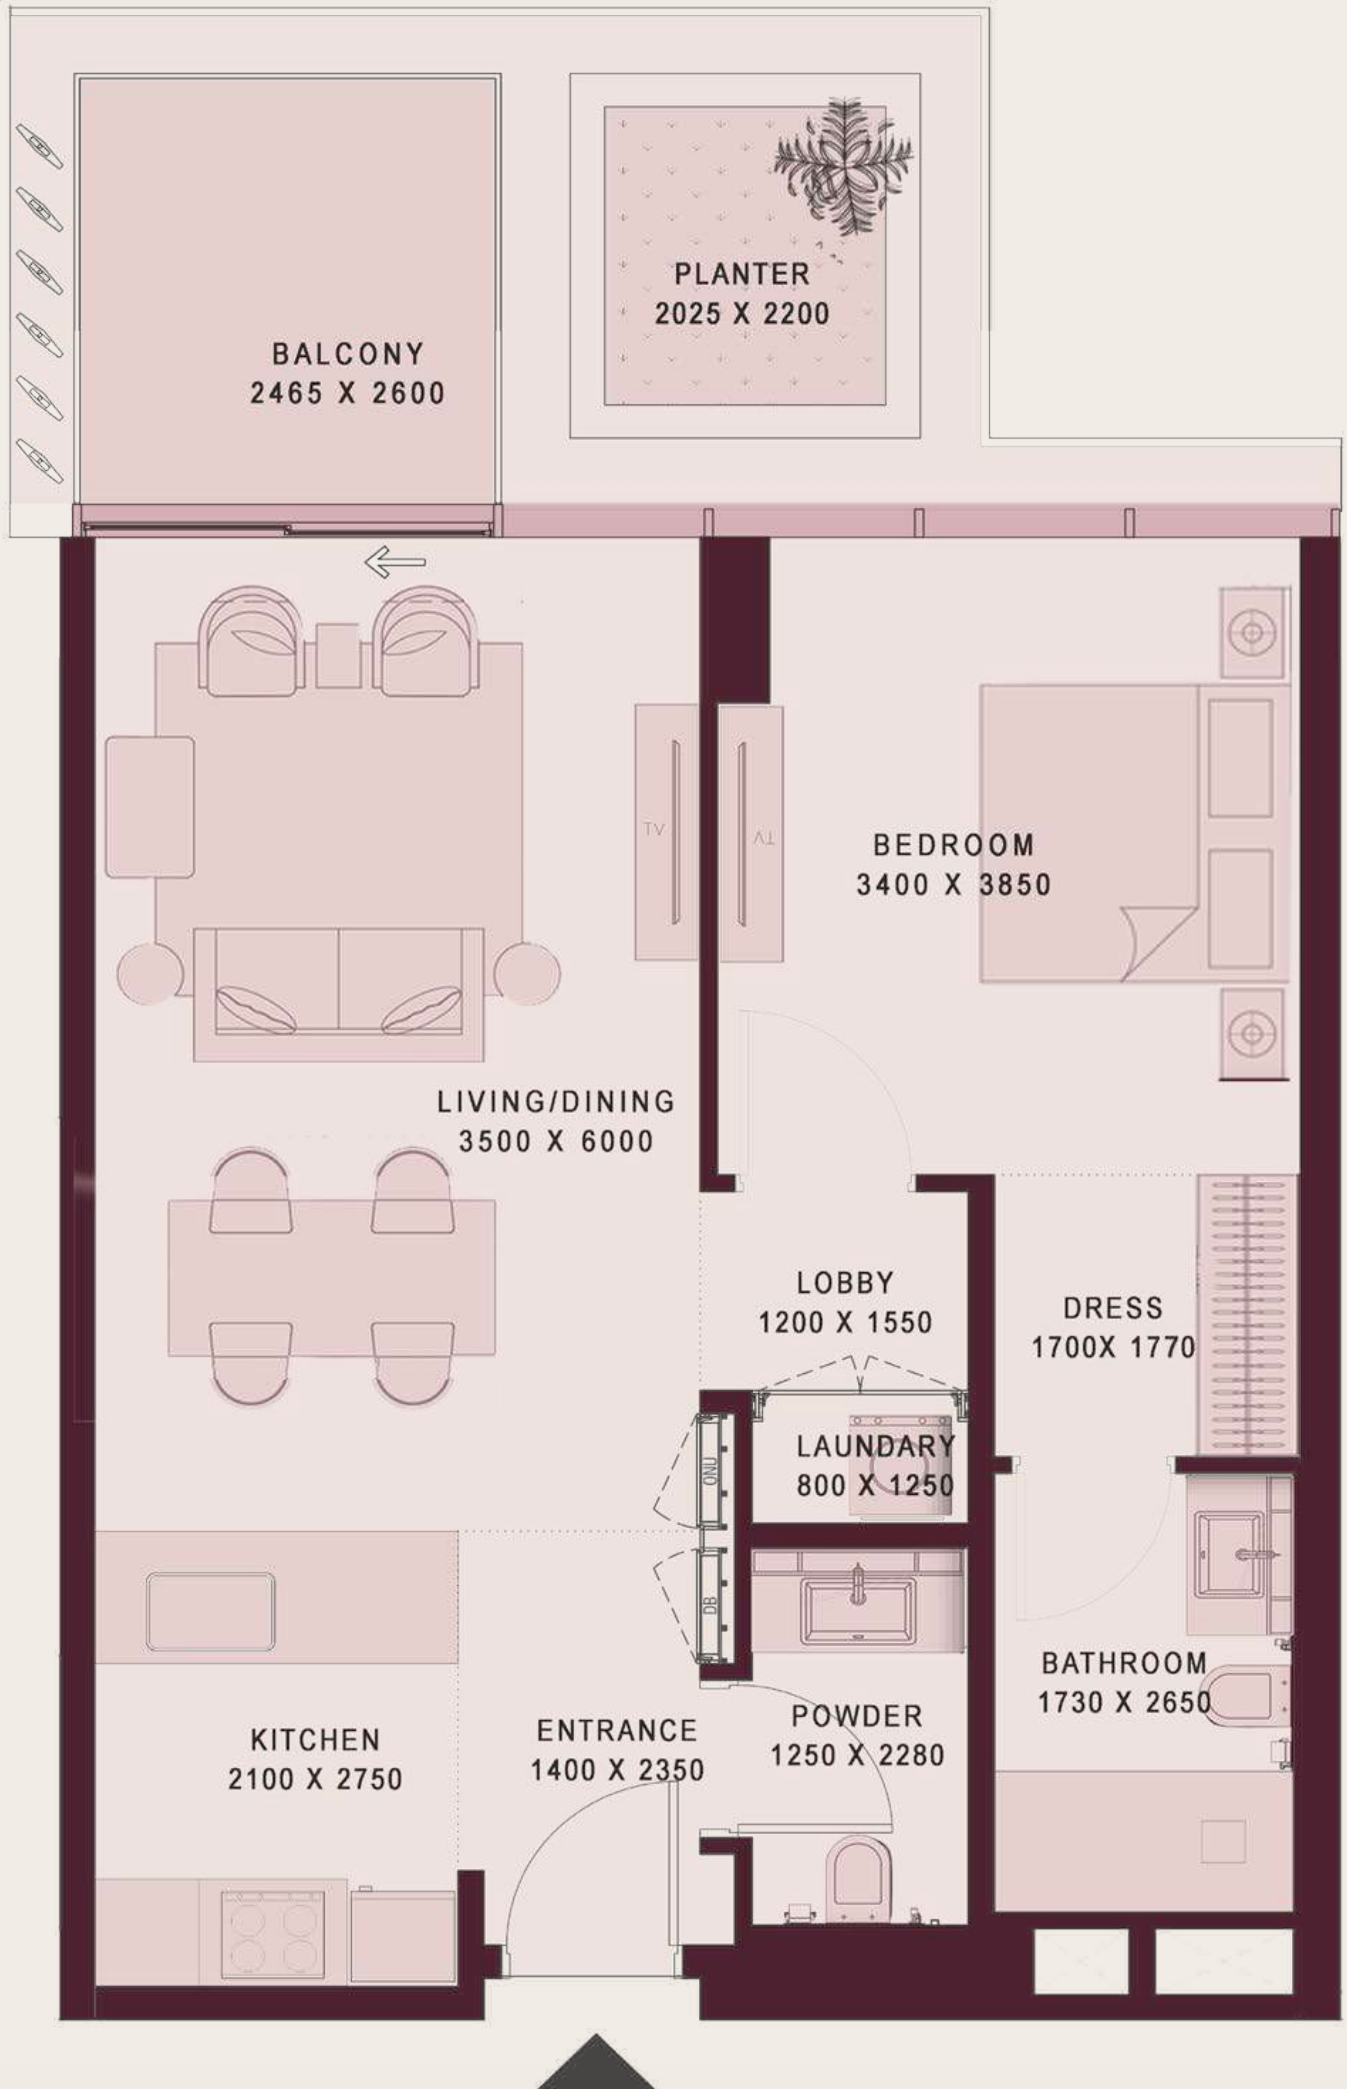 PLANTER
2025 X 2200
BALCONY
2465 X 2600
TV
TV
BEDROOM
3400 X 3850
LIVING/DINING
3500 X 6000
LOBBY
1200 X 1550
DRESS
1700X 1770
LAUNDARY
800 X 1250
ONU
DB
BATHROOM
1730 X 2650
POWDER
1250 X 2280
ENTRANCE
1400 X 2350
KITCHEN
2100 X 2750